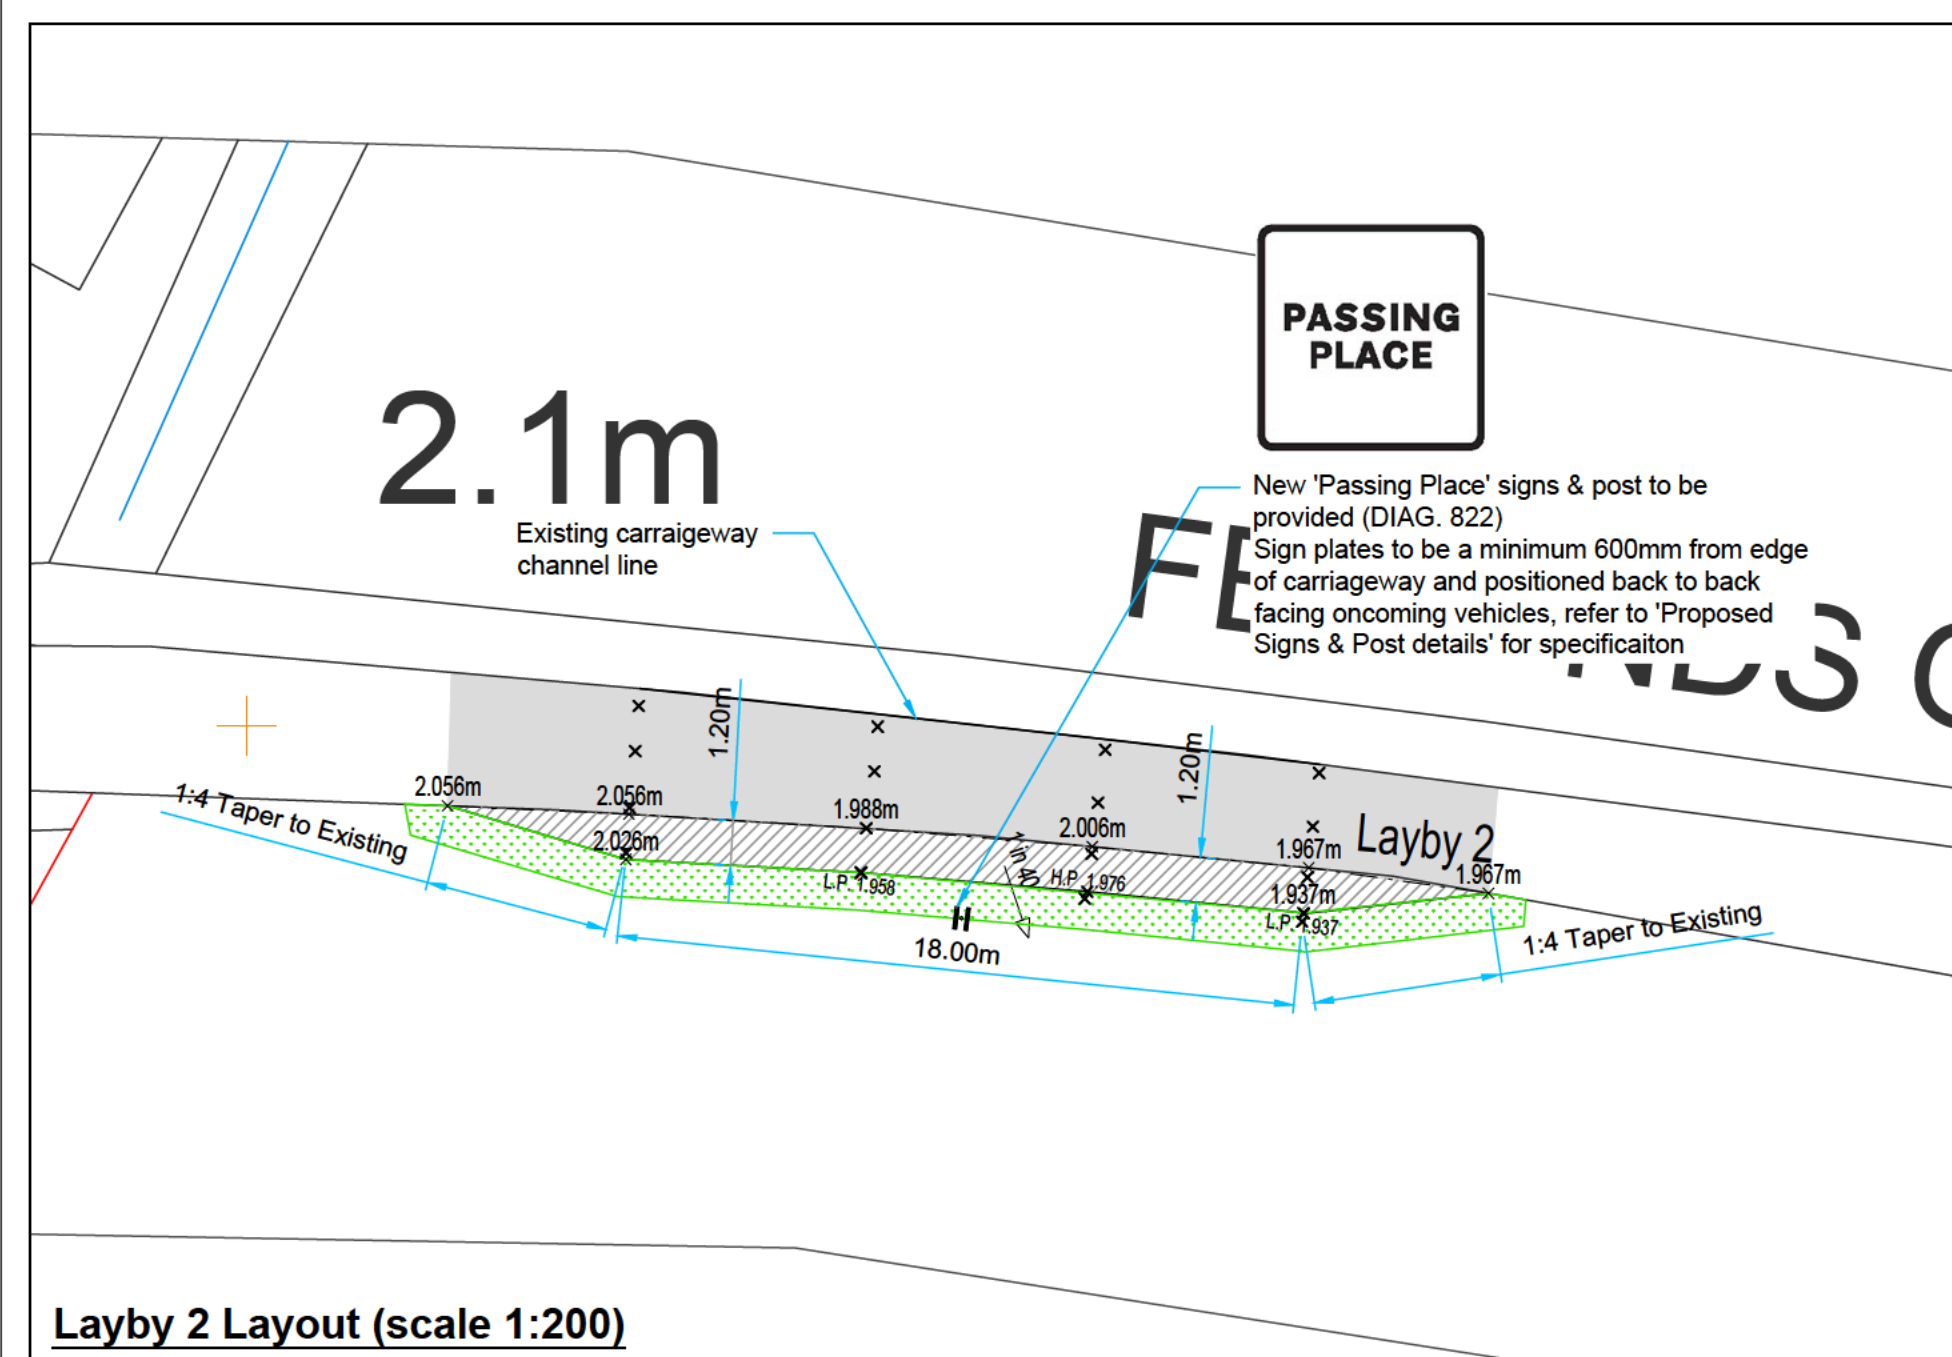 PASSING
PLACE
2.1m
New 'Passing Place' signs & post to be
provided (DIAG. 822)
Sign plates to be a minimum 600mm from edge
of carriageway and positioned back to back
facing oncoming vehicles, refer to 'Proposed
Signs & Post details' for specificaiton
Existing carraigeway
channel line
1.20m
1.20m
2.056m
2.056m
1.988m
2.006m
1.967m
Layby 2
1.967m
1:4 Taper to Existing
2.026m
L.P 1.958
1 in 40
H.P 1.976
1.937m
L.P 1.937
18.00m
1:4 Taper to Existing
Layby 2 Layout (scale 1:200)